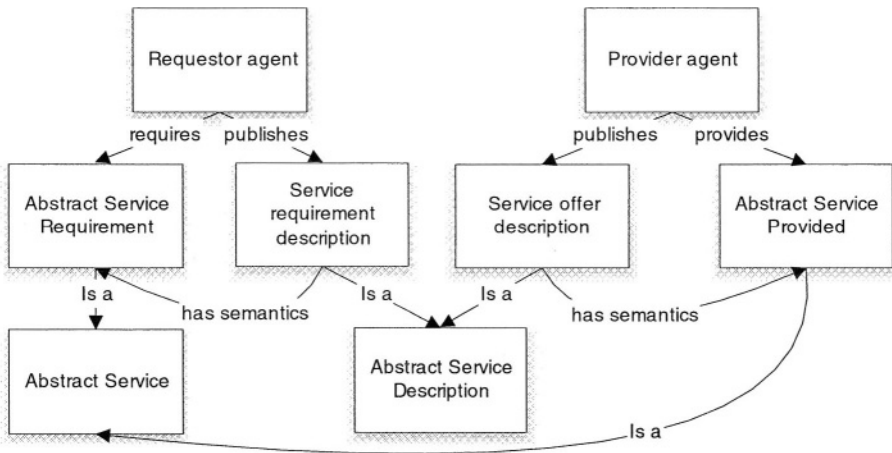 Requestor agent
Provider agent
requires
publishes
publishes
provides
Abstract Service
Requirement
Service
requirement
description
Service offer
description
Abstract Service
Provided
Is a
has semantics
Is a
Is a
has semantics
Abstract Service
Abstract Service
Description
Is a